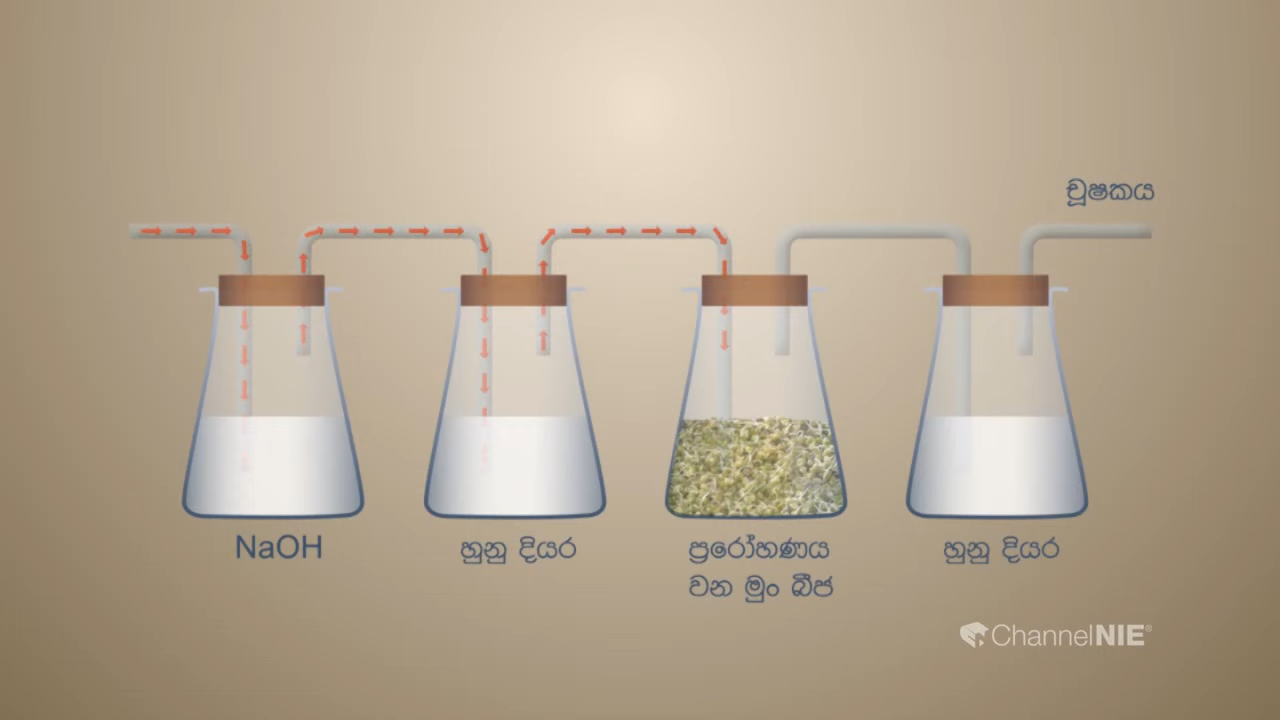 චූෂකය
NaOH
හුනු දියර
ප්‍රරෝහණය
වන මුං බීජ
හුනු දියර
ChannelNIE®